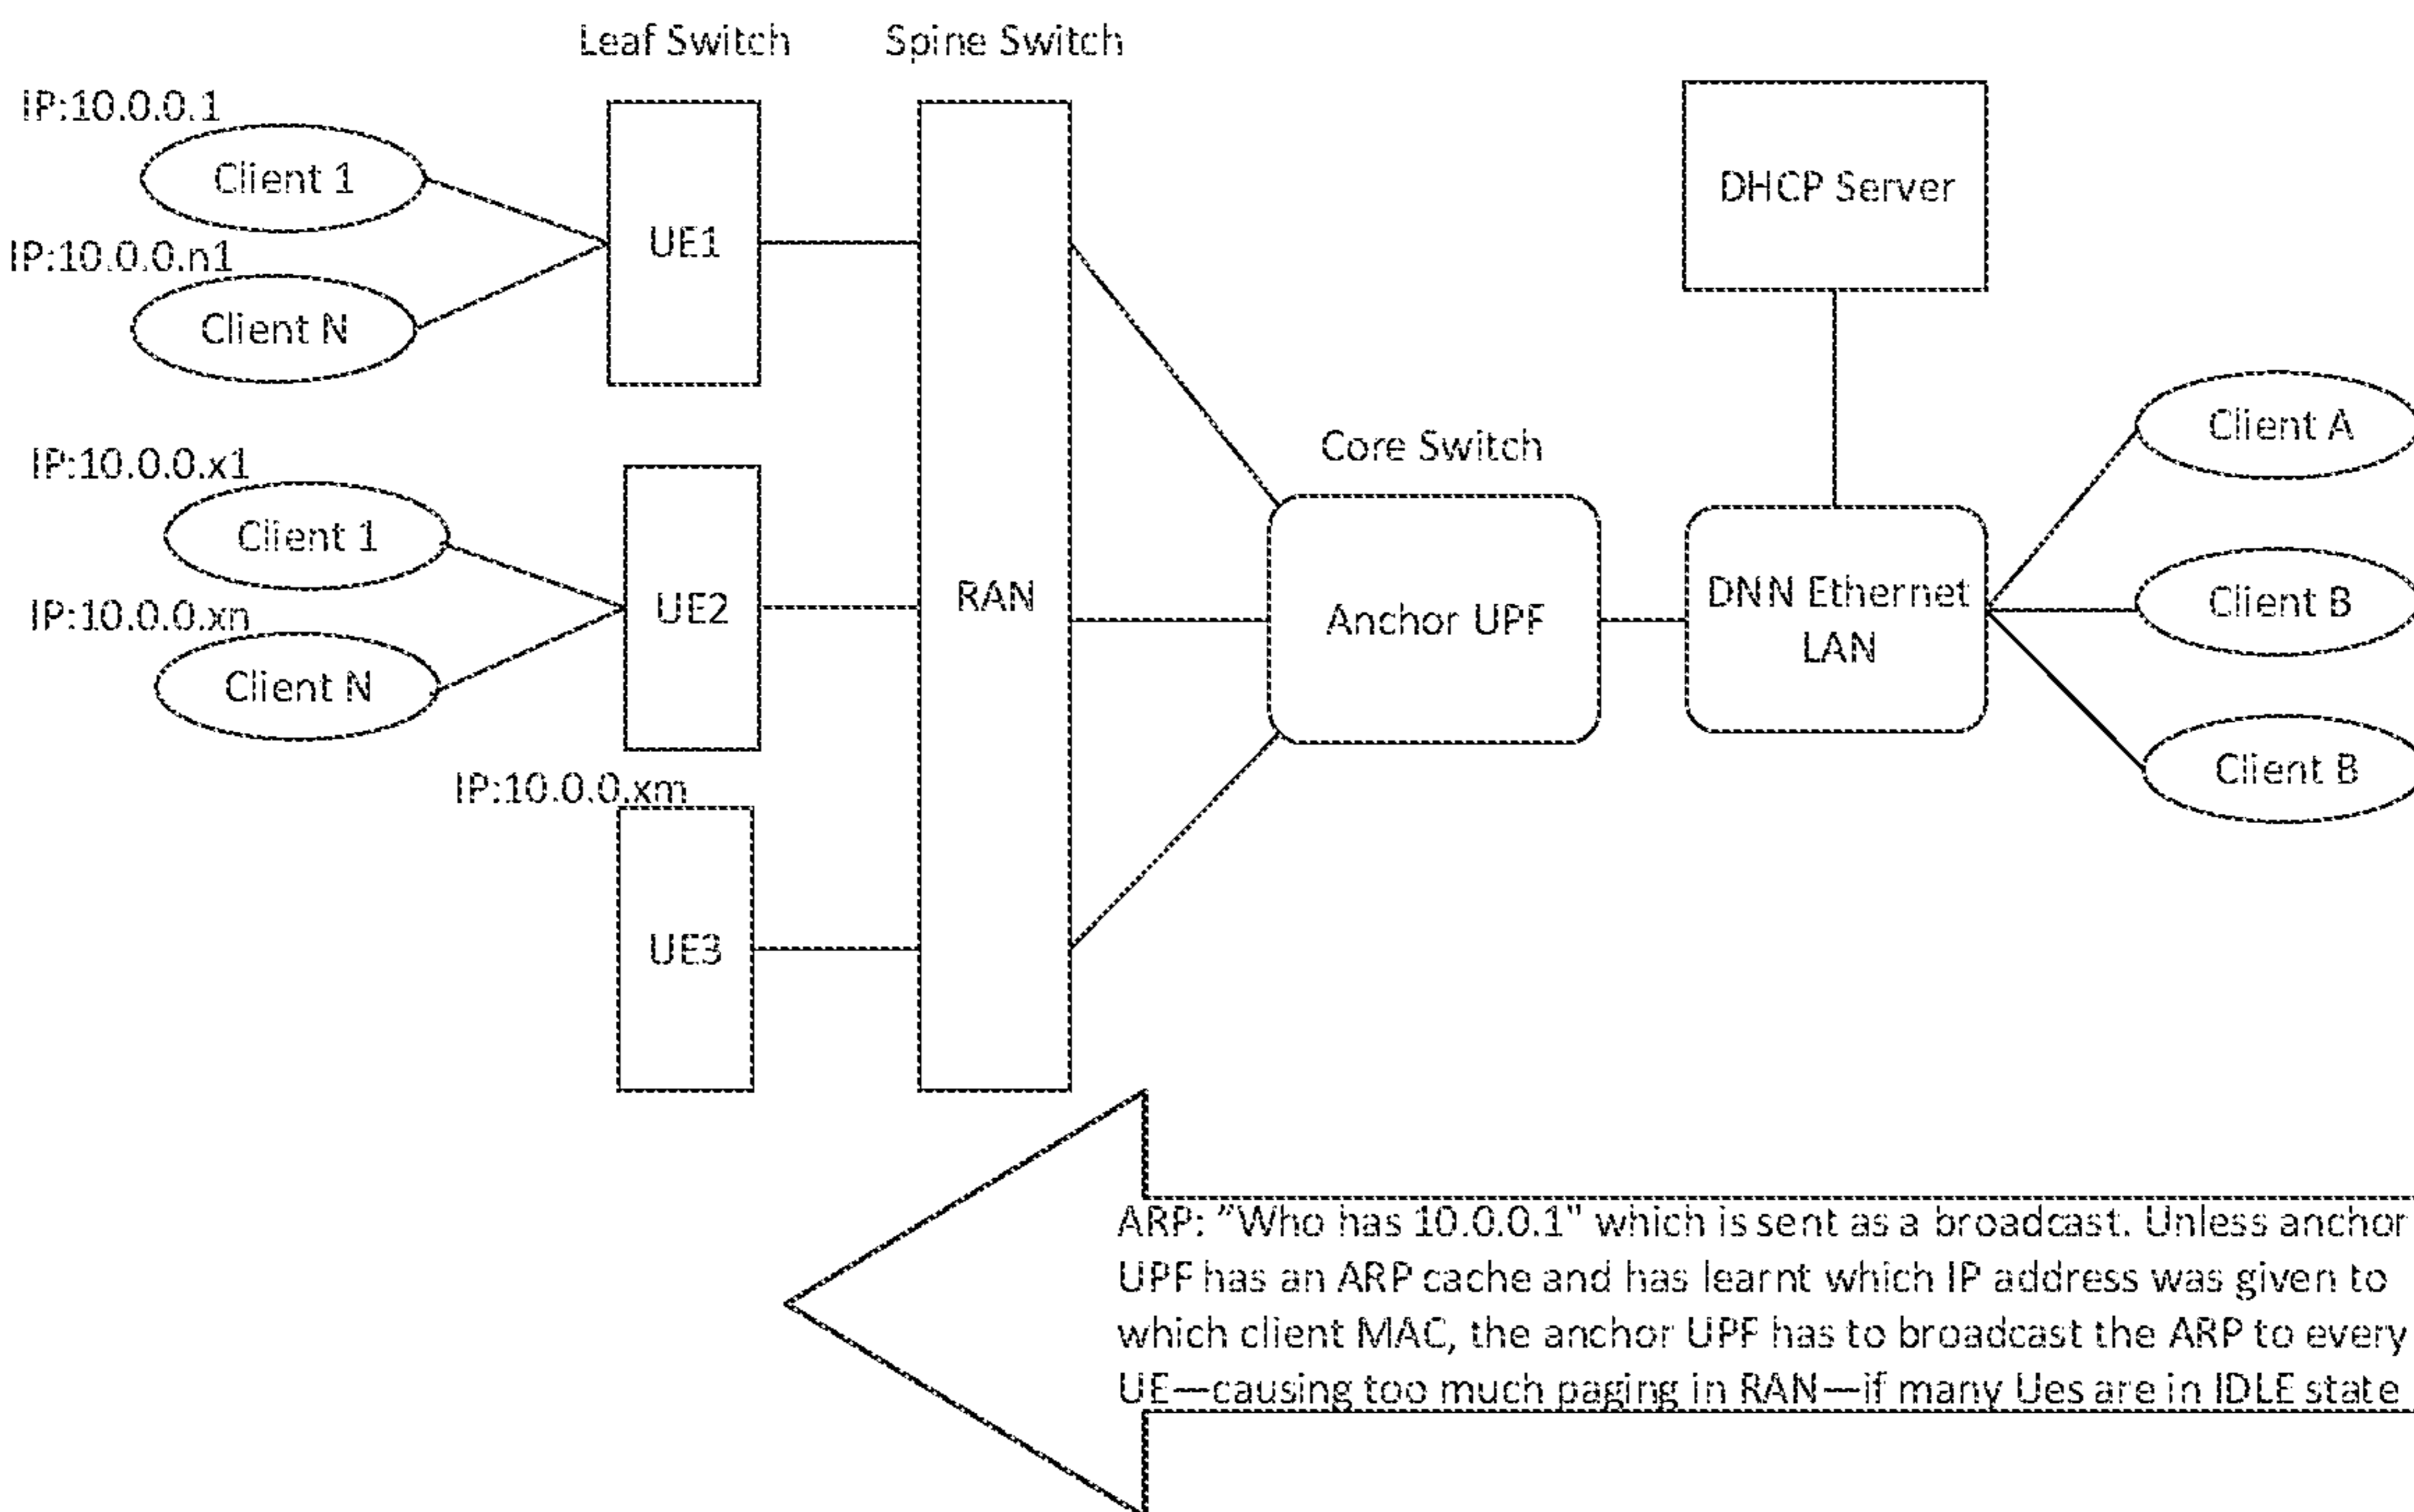 Leaf Switch
Spine Switch
IP:10.0.0.1
Client 1
UE1
DHCP Server
IP:10.0.0.n1
Client N
Client A
Core Switch
IP:10.0.0.x1
Client 1
UE2
RAN
Anchor UPF
DNN Ethernet
LAN
Client B
IP:10.0.0.xn
Client N
Client B
IP:10.0.0.xm
UE3
ARP: "Who has 10.0.0.1" which is sent as a broadcast. Unless anchor
UPF has an ARP cache and has learnt which IP address was given to
which client MAC, the anchor UPF has to broadcast the ARP to every
UE—causing too much paging in RAN—if many Ues are in IDLE state